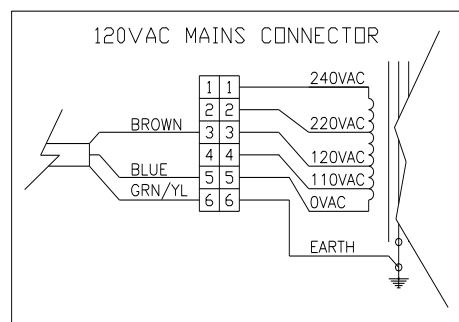 120VAC MAINS CONNECTOR
240VAC
1 1
2 2
220VAC
BROWN
3 3
120VAC
4 4
110VAC
BLUE
5 5
0VAC
GRN/YL
6 6
EARTH